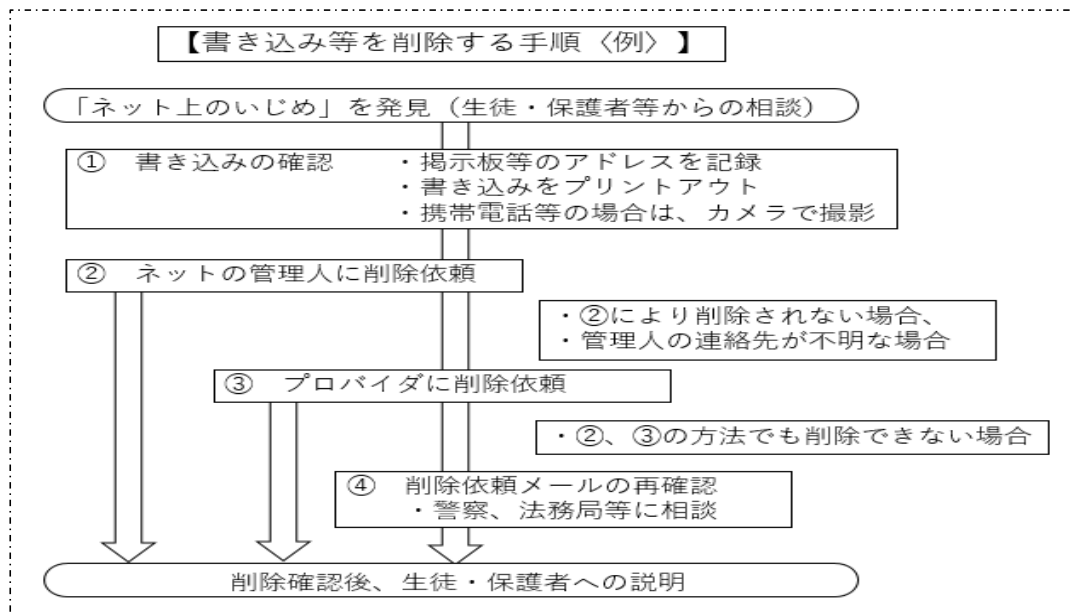 【書き込み等を削除する手順〈例〉】
「ネット上のいじめ」を発見（生徒・保護者等からの相談）
① 書き込みの確認 ・掲示板等のアドレスを記録
・書き込みをプリントアウト
・携帯電話等の場合は、カメラで撮影
② ネットの管理人に削除依頼
・②により削除されない場合、
・管理人の連絡先が不明な場合
③ プロバイダに削除依頼
・②、③の方法でも削除できない場合
④ 削除依頼メールの再確認
・警察、法務局等に相談
削除確認後、生徒・保護者への説明